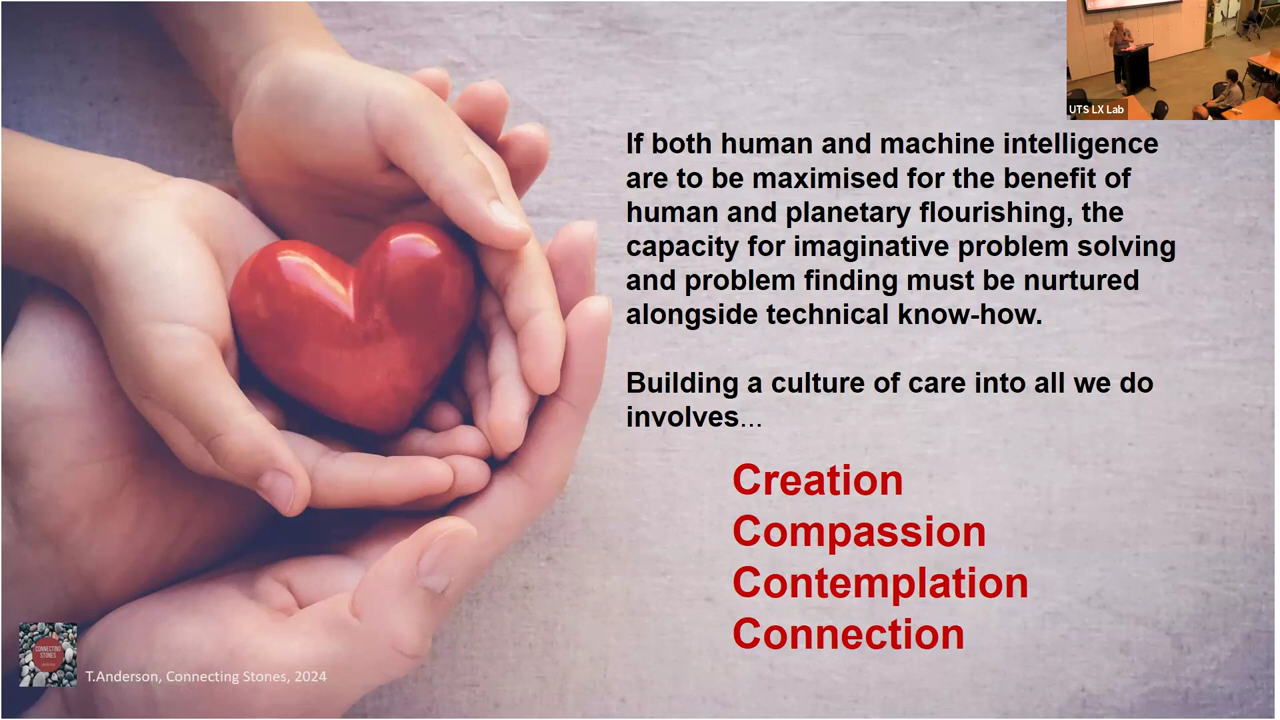 UTS LX Lab
If both human and machine intelligence
are to be maximised for the benefit of
human and planetary flourishing, the
capacity for imaginative problem solving
and problem finding must be nurtured
alongside technical know-how.
Building a culture of care into all we do
involves...
Creation
Compassion
Contemplation
Connection
CONNECTING
STONES
T.Anderson, Connecting Stones, 2024